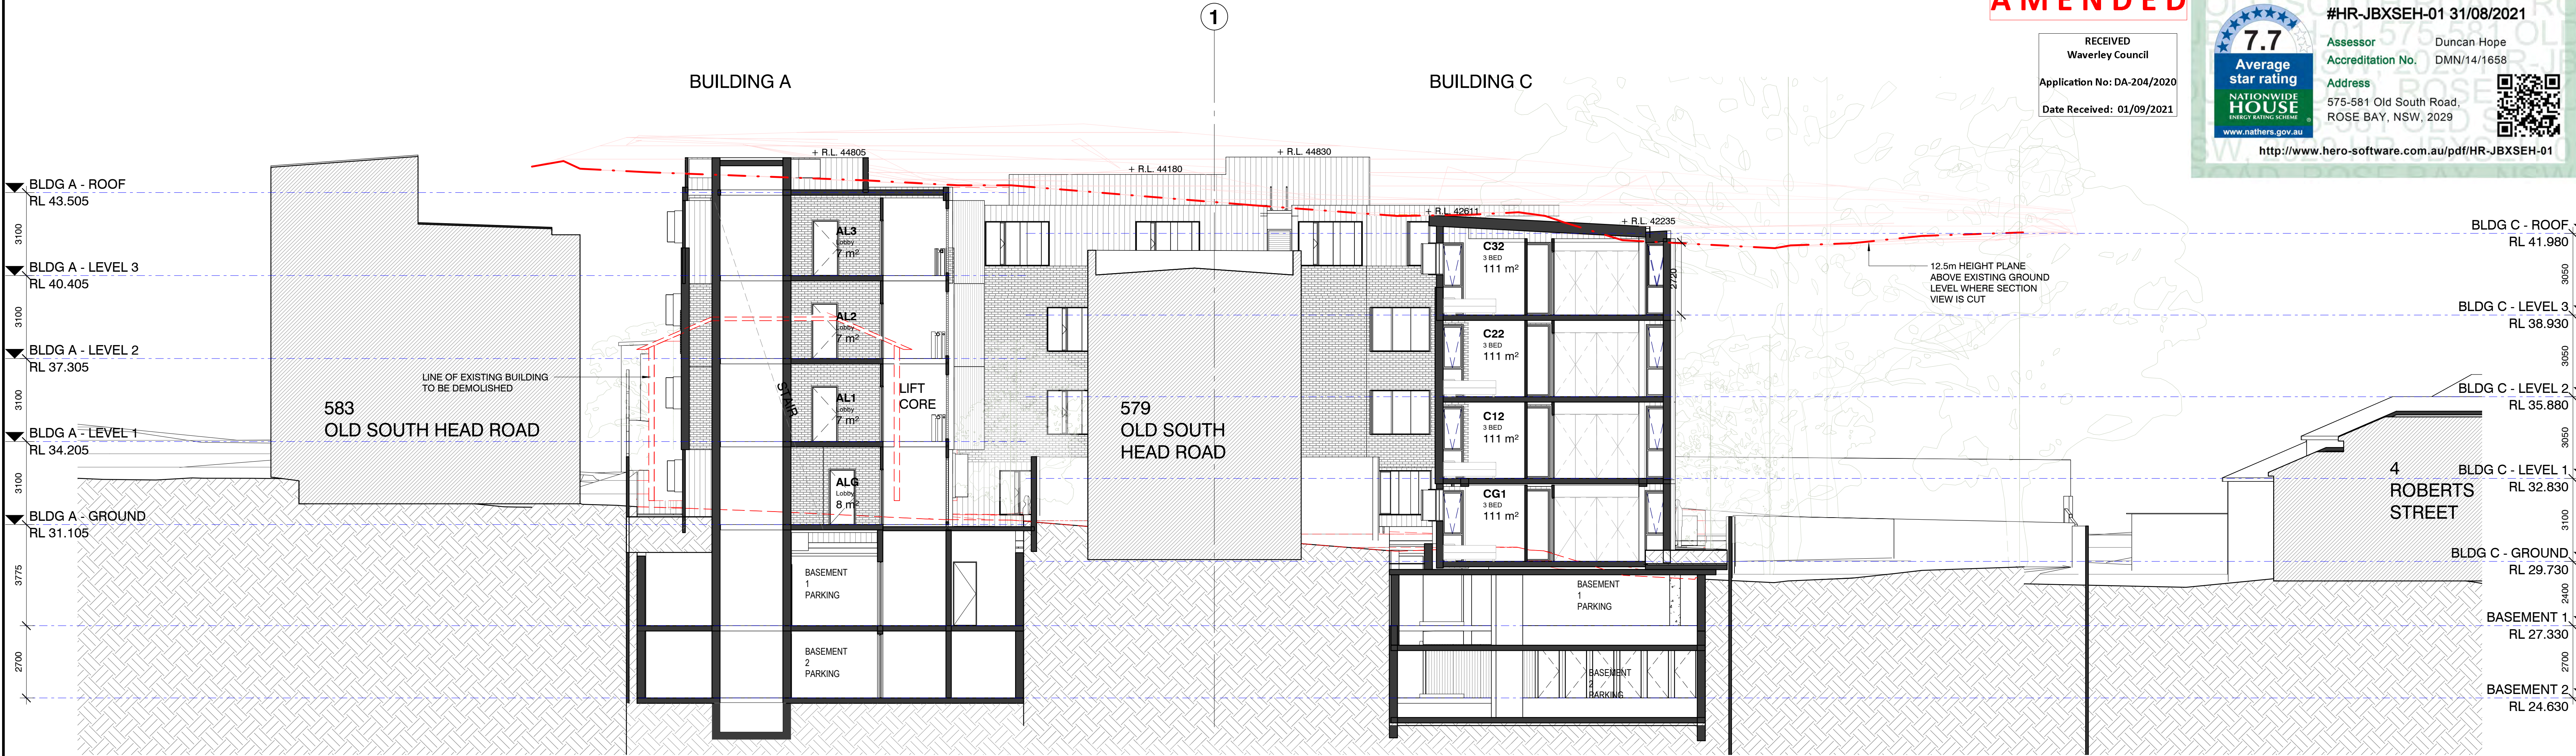 1
AMENDED
RECEIVED
Waverley Council
Application No: DA-204/2020
Date Received: 01/09/2021
7.7
Average
star rating
NATIONWIDE
HOUSE
ENERGY RATING SCHEME
www.nathers.gov.au
#HR-JBXSEH-01 31/08/2021
Assessor Duncan Hope
Accreditation No. DMN/14/1658
Address
575-581 Old South Road,
ROSE BAY, NSW, 2029
http://www.hero-software.com.au/pdf/HR-JBXSEH-01
BUILDING A
BUILDING C
+ R.L. 44805
+ R.L. 44180
+ R.L. 44830
+ R.L. 42611
+ R.L. 42235
BLDG A - ROOF
RL 43.505
3100
BLDG A - LEVEL 3
RL 40.405
3100
BLDG A - LEVEL 2
RL 37.305
3100
BLDG A - LEVEL 1
RL 34.205
3100
BLDG A - GROUND
RL 31.105
3775
2700
LINE OF EXISTING BUILDING
TO BE DEMOLISHED
583
OLD SOUTH HEAD ROAD
STAIR
AL3
Lobby
7 m²
AL2
Lobby
7 m²
AL1
Lobby
7 m²
ALG
Lobby
8 m²
LIFT
CORE
BASEMENT
1
PARKING
BASEMENT
2
PARKING
579
OLD SOUTH
HEAD ROAD
C32
3 BED
111 m²
C22
3 BED
111 m²
C12
3 BED
111 m²
CG1
3 BED
111 m²
2720
BASEMENT
1
PARKING
BASEMENT
2
PARKING
12.5m HEIGHT PLANE
ABOVE EXISTING GROUND
LEVEL WHERE SECTION
VIEW IS CUT
4
ROBERTS
STREET
BLDG C - ROOF
RL 41.980
3050
BLDG C - LEVEL 3
RL 38.930
3050
BLDG C - LEVEL 2
RL 35.880
3050
BLDG C - LEVEL 1
RL 32.830
3100
BLDG C - GROUND
RL 29.730
2400
BASEMENT 1
RL 27.330
2700
BASEMENT 2
RL 24.630